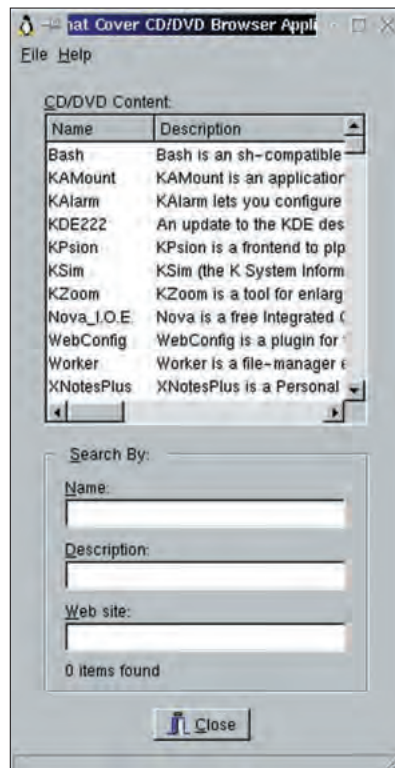 hat Cover CD/DVD Browser Appli
File Help
CD/DVD Content:
Name Description
Bash Bash is an sh-compatible
KAMount KAMount is an application
KAlarm KAlarm lets you configure
KDE222 An update to the KDE des
KPsion KPsion is a frontend to plp
KSim KSim (the K System Inform
KZoom KZoom is a tool for enlarg
Nova_I.O.E. Nova is a free Integrated
WebConfig WebConfig is a plugin for
Worker Worker is a file-manager
XNotesPlus XNotesPlus is a Personal
Search By:
Name:
Description:
Web site:
0 items found
Close